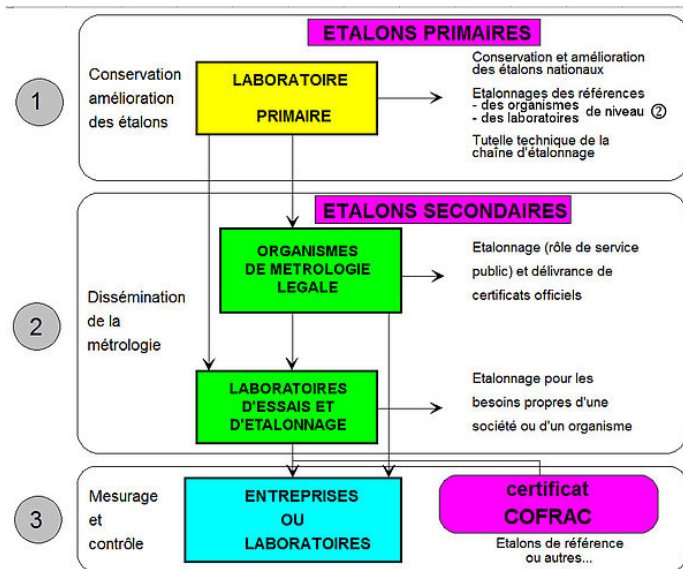 ETALONS PRIMAIRES
1
Conservation
amélioration
des étalons
LABORATOIRE
PRIMAIRE
Conservation et amélioration
des étalons nationaux
Etalonnages des références
- des organismes
- des laboratoires
de niveau ②
Tutelle technique de la
chaîne d'étalonnage
ETALONS SECONDAIRES
2
Dissémination
de la
métrologie
ORGANISMES
DE METROLOGIE
LEGALE
Etalonnage (rôle de service
public) et délivrance de
certificats officiels
LABORATOIRES
D'ESSAIS ET
D'ETALONNAGE
Etalonnage pour les
besoins propres d'une
société ou d'un organisme
3
Mesurage
et
contrôle
ENTREPRISES
OU
LABORATOIRES
certificat
COFRAC
Etalons de référence
ou autres...